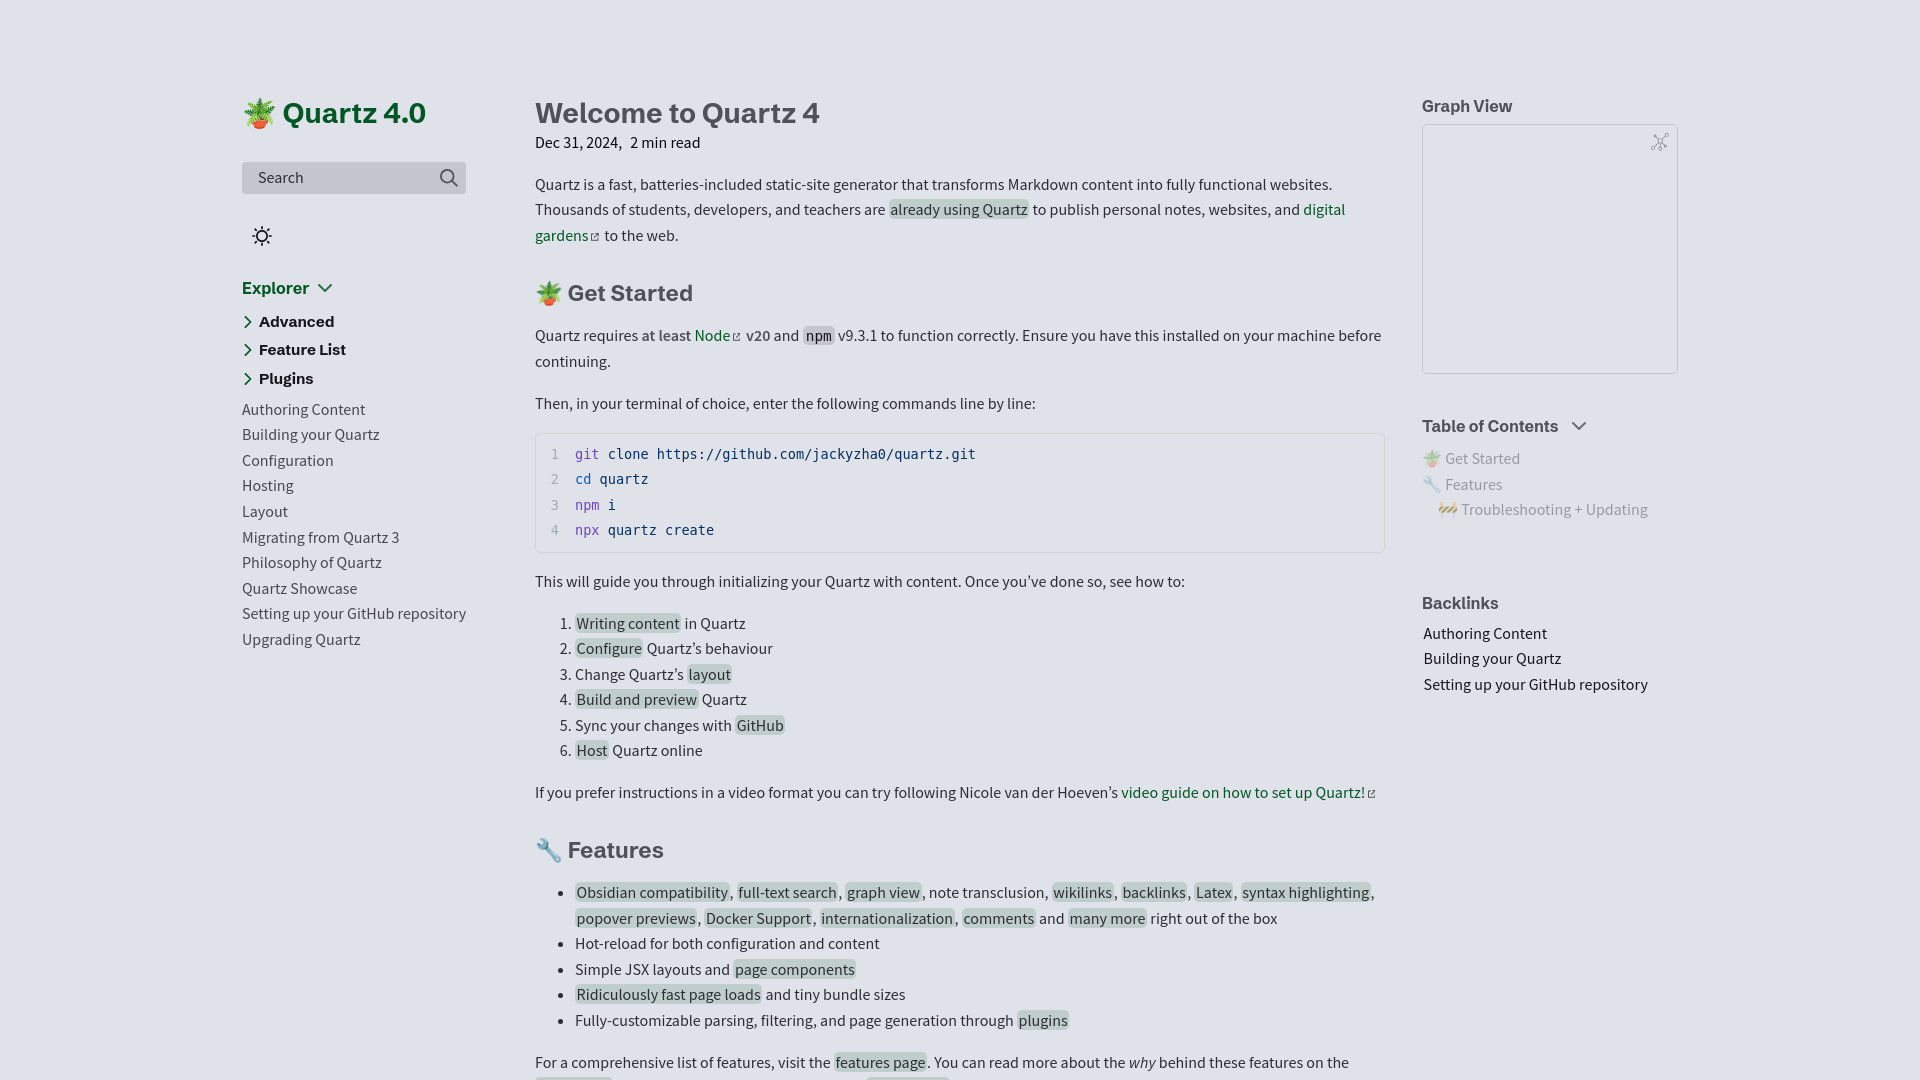 🪴 Quartz 4.0
Search
Explorer
Advanced
Feature List
Plugins
Authoring Content
Building your Quartz
Configuration
Hosting
Layout
Migrating from Quartz 3
Philosophy of Quartz
Quartz Showcase
Setting up your GitHub repository
Upgrading Quartz
Welcome to Quartz 4
Dec 31, 2024, 2 min read
Quartz is a fast, batteries-included static-site generator that transforms Markdown content into fully functional websites.
Thousands of students, developers, and teachers are already using Quartz to publish personal notes, websites, and digital
gardens to the web.
🪴 Get Started
Quartz requires at least Node v20 and npm v9.3.1 to function correctly. Ensure you have this installed on your machine before
continuing.
Then, in your terminal of choice, enter the following commands line by line:
1 git clone https://github.com/jackyzha0/quartz.git
2 cd quartz
3 npm i
4 npx quartz create
This will guide you through initializing your Quartz with content. Once you’ve done so, see how to:
1. Writing content in Quartz
2. Configure Quartz’s behaviour
3. Change Quartz’s layout
4. Build and preview Quartz
5. Sync your changes with GitHub
6. Host Quartz online
If you prefer instructions in a video format you can try following Nicole van der Hoeven’s video guide on how to set up Quartz!
🔧 Features
• Obsidian compatibility, full-text search, graph view, note transclusion, wikilinks, backlinks, Latex, syntax highlighting,
popover previews, Docker Support, internationalization, comments and many more right out of the box
• Hot-reload for both configuration and content
• Simple JSX layouts and page components
• Ridiculously fast page loads and tiny bundle sizes
• Fully-customizable parsing, filtering, and page generation through plugins
For a comprehensive list of features, visit the features page. You can read more about the why behind these features on the
Graph View
Table of Contents
🪴 Get Started
🔧 Features
🚧 Troubleshooting + Updating
Backlinks
Authoring Content
Building your Quartz
Setting up your GitHub repository